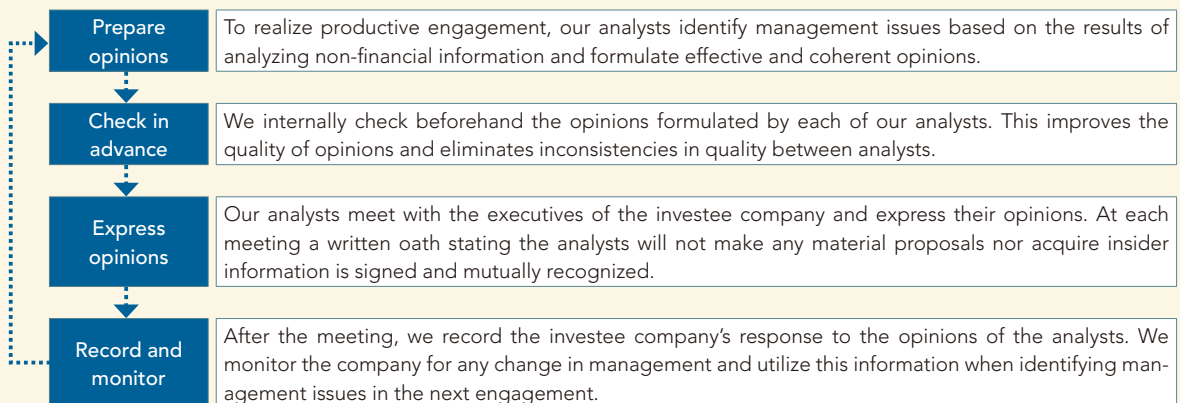 Prepare
opinions
To realize productive engagement, our analysts identify management issues based on the results of
analyzing non-financial information and formulate effective and coherent opinions.
Check in
advance
We internally check beforehand the opinions formulated by each of our analysts. This improves the
quality of opinions and eliminates inconsistencies in quality between analysts.
Express
opinions
Our analysts meet with the executives of the investee company and express their opinions. At each
meeting a written oath stating the analysts will not make any material proposals nor acquire insider
information is signed and mutually recognized.
Record and
monitor
After the meeting, we record the investee company’s response to the opinions of the analysts. We
monitor the company for any change in management and utilize this information when identifying man-
agement issues in the next engagement.